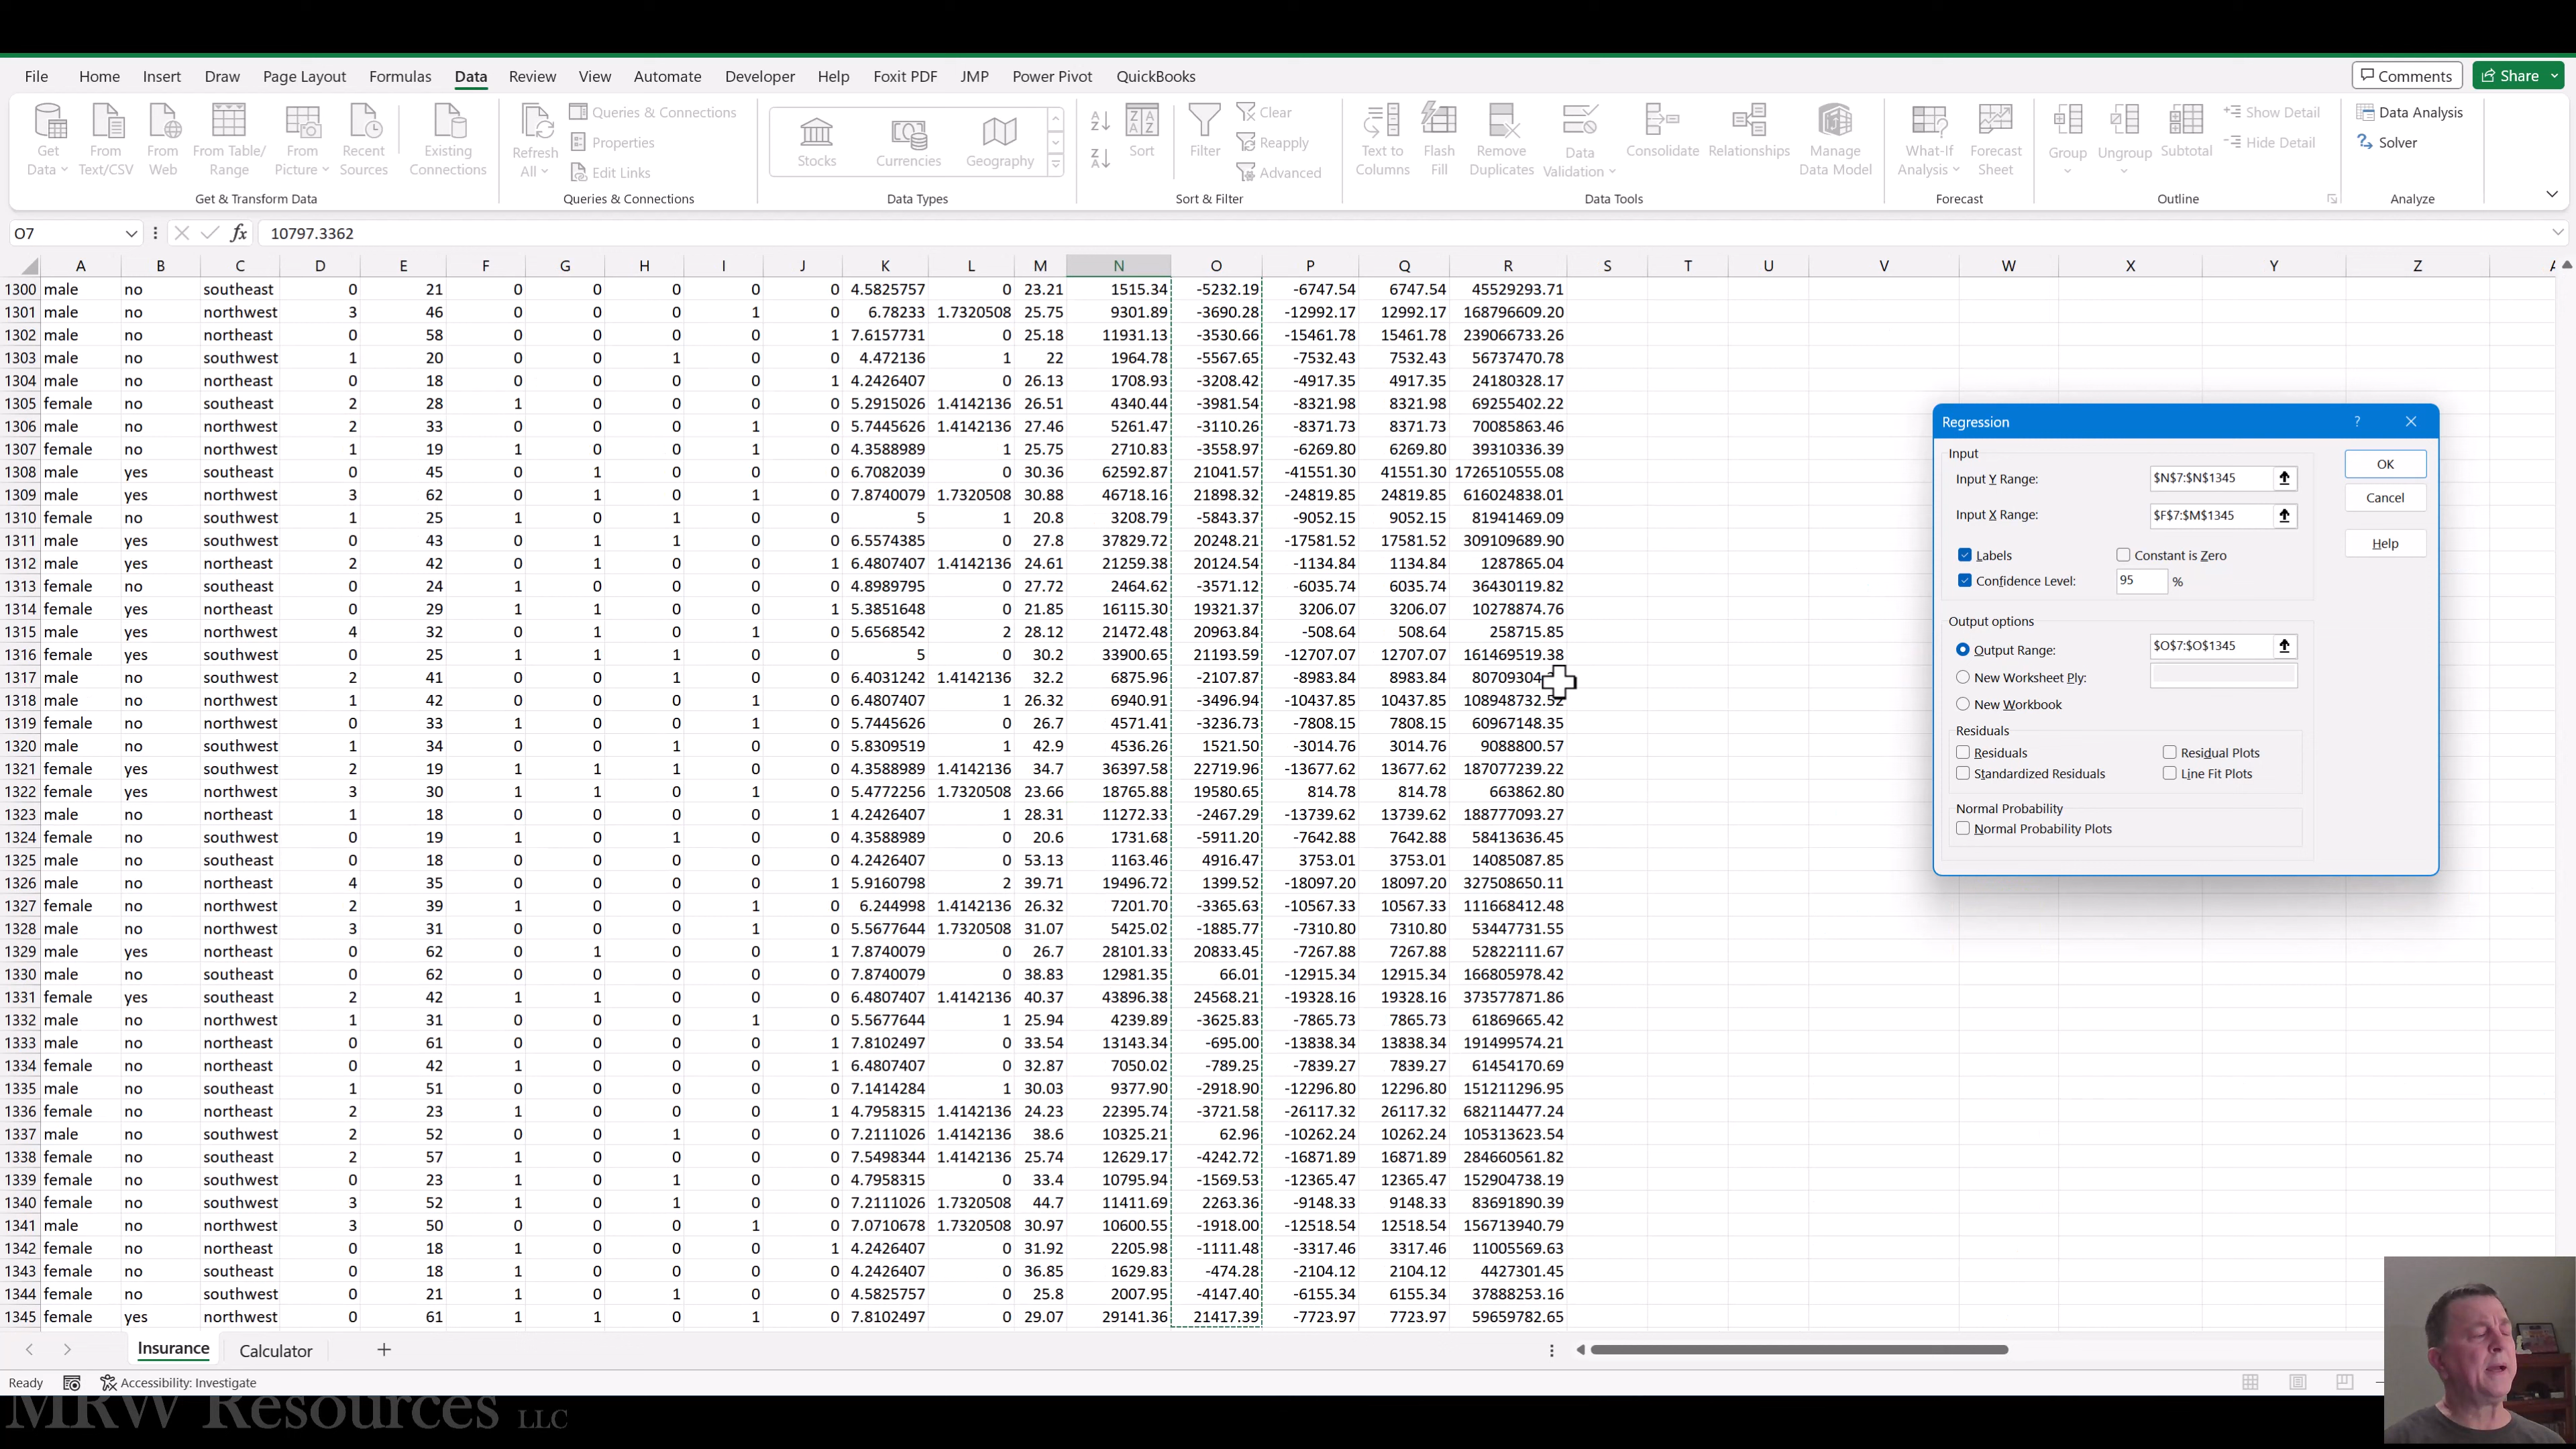 File Home Insert Draw Page Layout Formulas Data Review View Automate Developer Help Foxit PDF JMP Power Pivot QuickBooks Comments Share
Get Data From Text/CSV From Web From Table/Range From Picture Recent Sources Existing Connections
Get & Transform Data
Refresh All Queries & Connections Properties Edit Links
Queries & Connections
Stocks Currencies Geography
Data Types
Sort Filter Clear Reapply Advanced
Sort & Filter
Text to Columns Flash Fill Remove Duplicates Data Validation Consolidate Relationships Manage Data Model
Data Tools
What-If Analysis Forecast Sheet
Forecast
Group Ungroup Subtotal Show Detail Hide Detail
Outline
Data Analysis Solver
Analyze
O7 fx 10797.3362
A B C D E F G H I J K L M N O P Q R S T U V W X Y Z
1300 male no southeast 0 21 0 0 0 0 0 4.5825757 0 23.21 1515.34 -5232.19 -6747.54 6747.54 45529293.71
1301 male no northwest 3 46 0 0 0 1 0 6.78233 1.7320508 25.75 9301.89 -3690.28 -12992.17 12992.17 168796609.20
1302 male no northeast 0 58 0 0 0 0 1 7.6157731 0 25.18 11931.13 -3530.66 -15461.78 15461.78 239066733.26
1303 male no southwest 1 20 0 0 1 0 0 4.472136 1 22 1964.78 -5567.65 -7532.43 7532.43 56737470.78
1304 male no northeast 0 18 0 0 0 0 1 4.2426407 0 26.13 1708.93 -3208.42 -4917.35 4917.35 24180328.17
1305 female no southeast 2 28 1 0 0 0 0 5.2915026 1.4142136 26.51 4340.44 -3981.54 -8321.98 8321.98 69255402.22
1306 male no northwest 2 33 0 0 0 1 0 5.7445626 1.4142136 27.46 5261.47 -3110.26 -8371.73 8371.73 70085863.46
1307 female no northwest 1 19 1 0 0 1 0 4.3588989 1 25.75 2710.83 -3558.97 -6269.80 6269.80 39310336.39
1308 male yes southeast 0 45 0 1 0 0 0 6.7082039 0 30.36 62592.87 21041.57 -41551.30 41551.30 1726510555.08
1309 male yes northwest 3 62 0 1 0 1 0 7.8740079 1.7320508 30.88 46718.16 21898.32 -24819.85 24819.85 616024838.01
1310 female no southwest 1 25 1 0 1 0 0 5 1 20.8 3208.79 -5843.37 -9052.15 9052.15 81941469.09
1311 male yes southwest 0 43 0 1 1 0 0 6.5574385 0 27.8 37829.72 20248.21 -17581.52 17581.52 309109689.90
1312 male yes northeast 2 42 0 1 0 0 1 6.4807407 1.4142136 24.61 21259.38 20124.54 -1134.84 1134.84 1287865.04
1313 female no southeast 0 24 1 0 0 0 0 4.8989795 0 27.72 2464.62 -3571.12 -6035.74 6035.74 36430119.82
1314 female yes northeast 0 29 1 1 0 0 1 5.3851648 0 21.85 16115.30 19321.37 3206.07 3206.07 10278874.76
1315 male yes northwest 4 32 0 1 0 1 0 5.6568542 2 28.12 21472.48 20963.84 -508.64 508.64 258715.85
1316 female yes southwest 0 25 1 1 1 0 0 5 0 30.2 33900.65 21193.59 -12707.07 12707.07 161469519.38
1317 male no southwest 2 41 0 0 1 0 0 6.4031242 1.4142136 32.2 6875.96 -2107.87 -8983.84 8983.84 80709304
1318 male no northwest 1 42 0 0 0 1 0 6.4807407 1 26.32 6940.91 -3496.94 -10437.85 10437.85 108948732.52
1319 female no northwest 0 33 1 0 0 1 0 5.7445626 0 26.7 4571.41 -3236.73 -7808.15 7808.15 60967148.35
1320 male no southwest 1 34 0 0 1 0 0 5.8309519 1 42.9 4536.26 1521.50 -3014.76 3014.76 9088800.57
1321 female yes southwest 2 19 1 1 1 0 0 4.3588989 1.4142136 34.7 36397.58 22719.96 -13677.62 13677.62 187077239.22
1322 female yes northwest 3 30 1 1 0 1 0 5.4772256 1.7320508 23.66 18765.88 19580.65 814.78 814.78 663862.80
1323 male no northeast 1 18 0 0 0 0 1 4.2426407 1 28.31 11272.33 -2467.29 -13739.62 13739.62 188777093.27
1324 female no southwest 0 19 1 0 1 0 0 4.3588989 0 20.6 1731.68 -5911.20 -7642.88 7642.88 58413636.45
1325 male no southeast 0 18 0 0 0 0 0 4.2426407 0 53.13 1163.46 4916.47 3753.01 3753.01 14085087.85
1326 male no northeast 4 35 0 0 0 0 1 5.9160798 2 39.71 19496.72 1399.52 -18097.20 18097.20 327508650.11
1327 female no northwest 2 39 1 0 0 1 0 6.244998 1.4142136 26.32 7201.70 -3365.63 -10567.33 10567.33 111668412.48
1328 male no northwest 3 31 0 0 0 1 0 5.5677644 1.7320508 31.07 5425.02 -1885.77 -7310.80 7310.80 53447731.55
1329 male yes northeast 0 62 0 1 0 0 1 7.8740079 0 26.7 28101.33 20833.45 -7267.88 7267.88 52822111.67
1330 male no southeast 0 62 0 0 0 0 0 7.8740079 0 38.83 12981.35 66.01 -12915.34 12915.34 166805978.42
1331 female yes southeast 2 42 1 1 0 0 0 6.4807407 1.4142136 40.37 43896.38 24568.21 -19328.16 19328.16 373577871.86
1332 male no northwest 1 31 0 0 0 1 0 5.5677644 1 25.94 4239.89 -3625.83 -7865.73 7865.73 61869665.42
1333 male no northeast 0 61 0 0 0 0 1 7.8102497 0 33.54 13143.34 -695.00 -13838.34 13838.34 191499574.21
1334 female no northeast 0 42 1 0 0 0 1 6.4807407 0 32.87 7050.02 -789.25 -7839.27 7839.27 61454170.69
1335 male no southeast 1 51 0 0 0 0 0 7.1414284 1 30.03 9377.90 -2918.90 -12296.80 12296.80 151211296.95
1336 female no northeast 2 23 1 0 0 0 1 4.7958315 1.4142136 24.23 22395.74 -3721.58 -26117.32 26117.32 682114477.24
1337 male no southwest 2 52 0 0 1 0 0 7.2111026 1.4142136 38.6 10325.21 62.96 -10262.24 10262.24 105313623.54
1338 female no southeast 2 57 1 0 0 0 0 7.5498344 1.4142136 25.74 12629.17 -4242.72 -16871.89 16871.89 284660561.82
1339 female no southwest 0 23 1 0 1 0 0 4.7958315 0 33.4 10795.94 -1569.53 -12365.47 12365.47 152904738.19
1340 female no southwest 3 52 1 0 1 0 0 7.2111026 1.7320508 44.7 11411.69 2263.36 -9148.33 9148.33 83691890.39
1341 male no northwest 3 50 0 0 0 1 0 7.0710678 1.7320508 30.97 10600.55 -1918.00 -12518.54 12518.54 156713940.79
1342 female no northeast 0 18 1 0 0 0 1 4.2426407 0 31.92 2205.98 -1111.48 -3317.46 3317.46 11005569.63
1343 female no southeast 0 18 1 0 0 0 0 4.2426407 0 36.85 1629.83 -474.28 -2104.12 2104.12 4427301.45
1344 female no southwest 0 21 1 0 1 0 0 4.5825757 0 25.8 2007.95 -4147.40 -6155.34 6155.34 37888253.16
1345 female yes northwest 0 61 1 1 0 1 0 7.8102497 0 29.07 29141.36 21417.39 -7723.97 7723.97 59659782.65
Regression ?
Input OK
Input Y Range: $N$7:$N$1345 Cancel
Input X Range: $F$7:$M$1345 Help
Labels Constant is Zero
Confidence Level: 95 %
Output options
Output Range: $O$7:$O$1345
New Worksheet Ply:
New Workbook
Residuals
Residuals Residual Plots
Standardized Residuals Line Fit Plots
Normal Probability
Normal Probability Plots
Insurance Calculator +
Ready Accessibility: Investigate
MRW Resources LLC